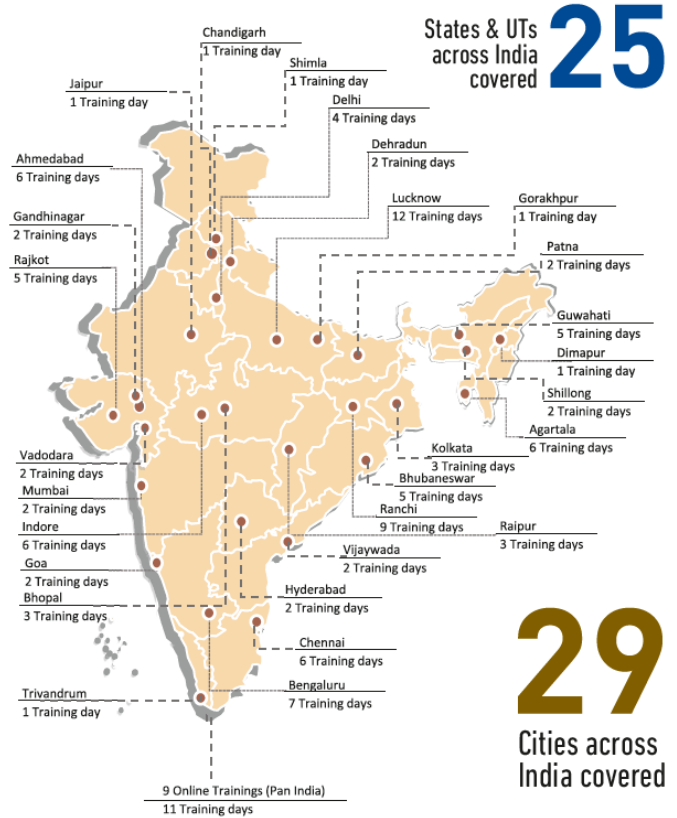 States & UTs
across India
covered
25
Chandigarh
1 Training day
Shimla
1 Training day
Jaipur
1 Training day
Delhi
4 Training days
Dehradun
2 Training days
Ahmedabad
6 Training days
Lucknow
12 Training days
Gorakhpur
1 Training day
Gandhinagar
2 Training days
Patna
2 Training days
Rajkot
5 Training days
Guwahati
5 Training days
Dimapur
1 Training day
Shillong
2 Training days
Agartala
6 Training days
Vadodara
2 Training days
Kolkata
3 Training days
Mumbai
2 Training days
Bhubaneswar
5 Training days
Ranchi
9 Training days
Indore
6 Training days
Raipur
3 Training days
Vijaywada
2 Training days
Goa
2 Training days
Hyderabad
2 Training days
Bhopal
3 Training days
Chennai
6 Training days
Bengaluru
7 Training days
Trivandrum
1 Training day
29
Cities across
India covered
9 Online Trainings (Pan India)
11 Training days